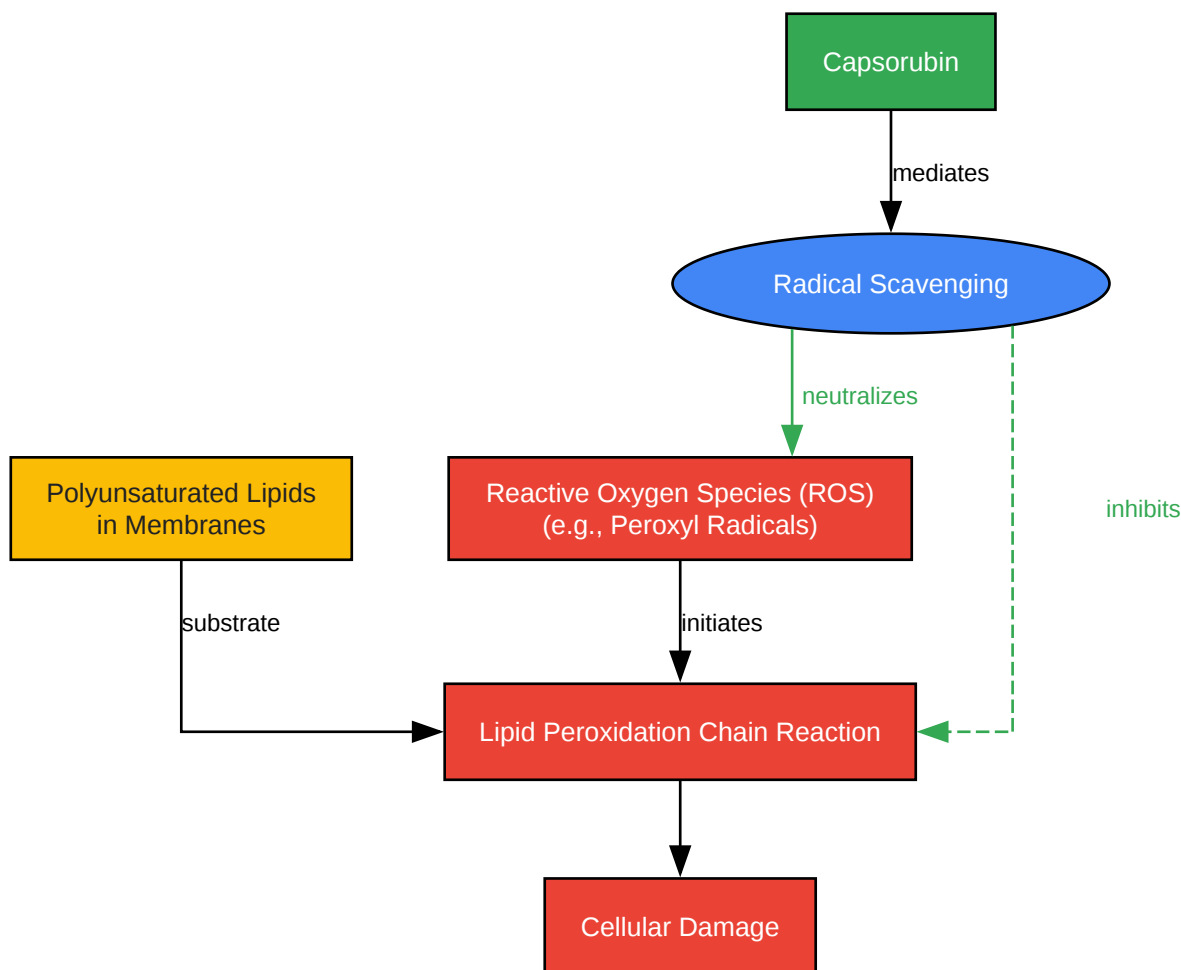 Capsorubin
mediates
Radical Scavenging
neutralizes
Polyunsaturated Lipids
in Membranes
Reactive Oxygen Species (ROS)
(e.g., Peroxyl Radicals)
inhibits
substrate
initiates
Lipid Peroxidation Chain Reaction
Cellular Damage